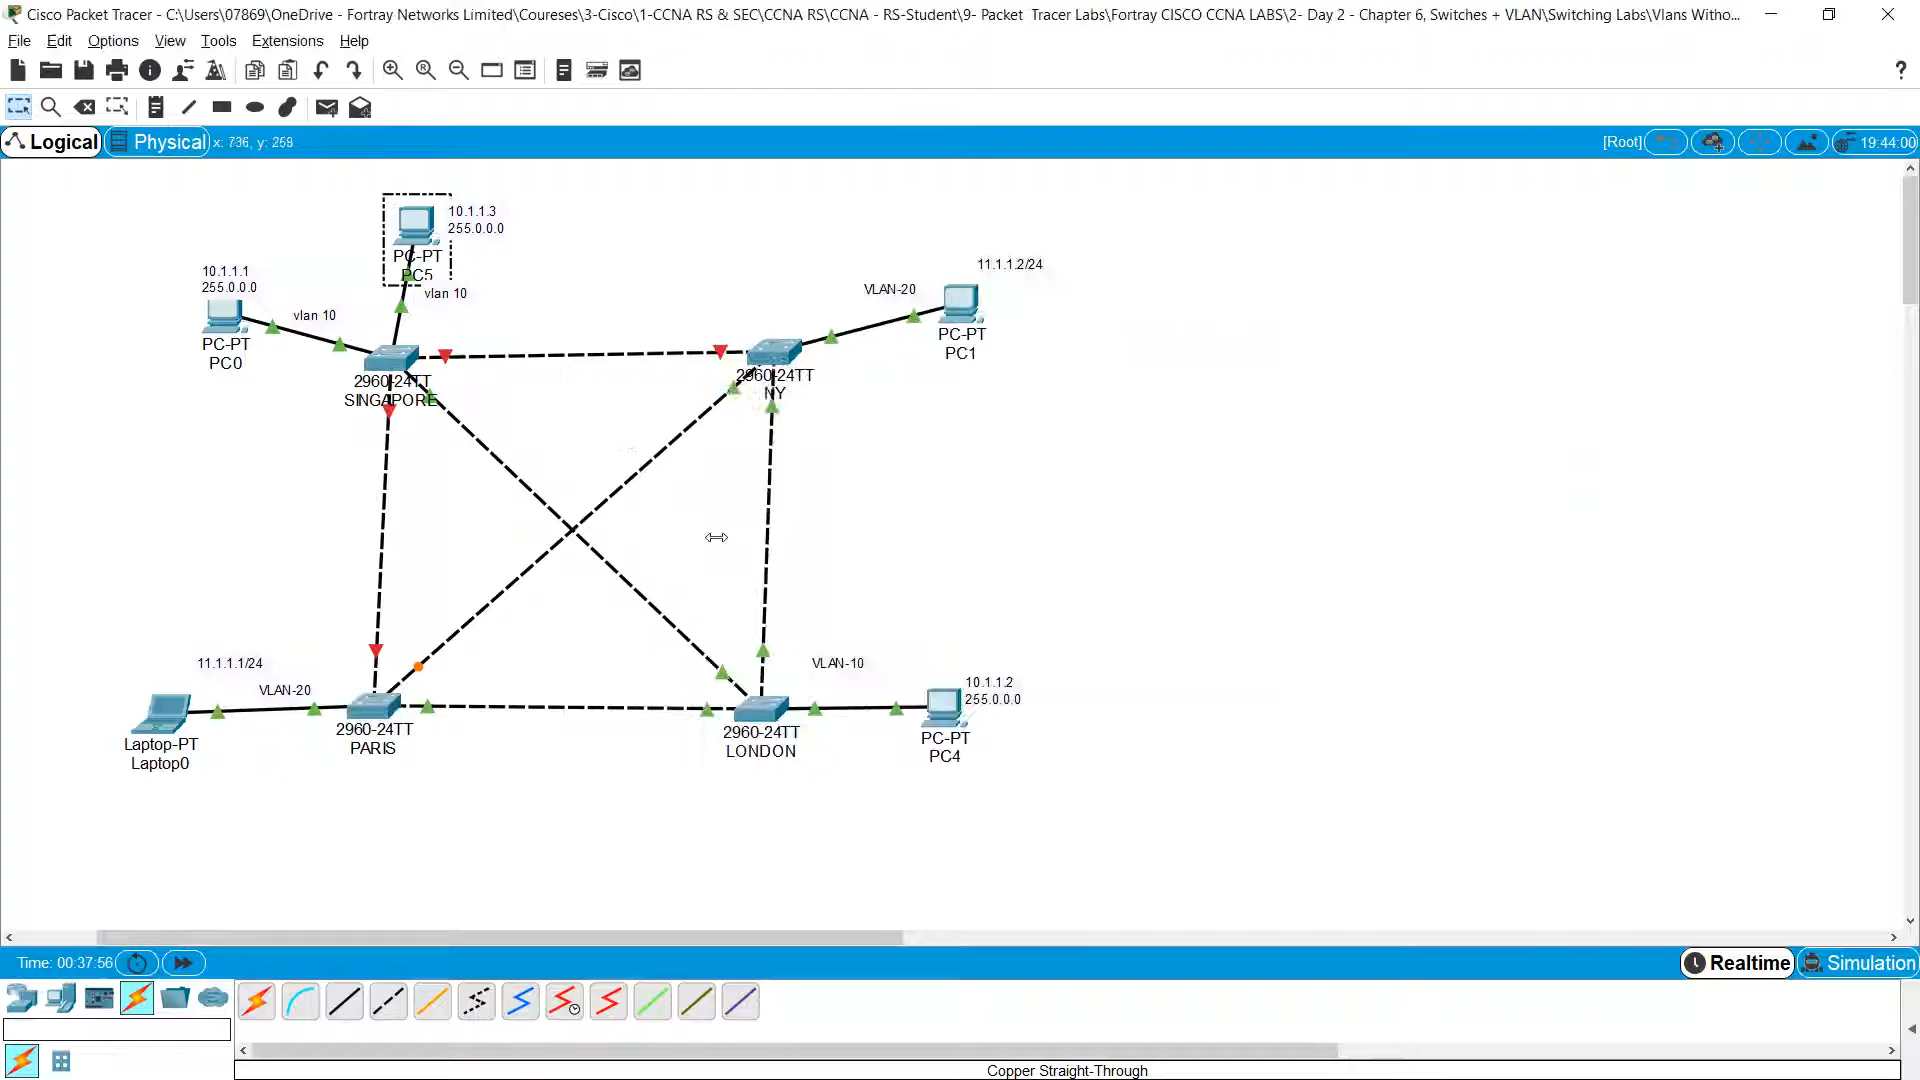 Cisco Packet Tracer - C:\Users\07869\OneDrive - Fortray Networks Limited\Coureses\3-Cisco\1-CCNA RS & SEC\CCNA RS\CCNA - RS-Student\9- Packet Tracer Labs\Fortray CISCO CCNA LABS\2- Day 2 - Chapter 6, Switches + VLAN\Switching Labs\Vlans Witho...
File Edit Options View Tools Extensions Help
?
Logical Physical x: 736, y: 259
[Root] 19:44:00
10.1.1.3
255.0.0.0
PC-PT
PC5
vlan 10
10.1.1.1
255.0.0.0
vlan 10
PC-PT
PC0
2960-24TT
SINGAPORE
11.1.1.2/24
VLAN-20
PC-PT
PC1
2960-24TT
NY
11.1.1.1/24
VLAN-20
Laptop-PT
Laptop0
2960-24TT
PARIS
VLAN-10
10.1.1.2
255.0.0.0
2960-24TT
LONDON
PC-PT
PC4
Time: 00:37:56
Realtime Simulation
Copper Straight-Through